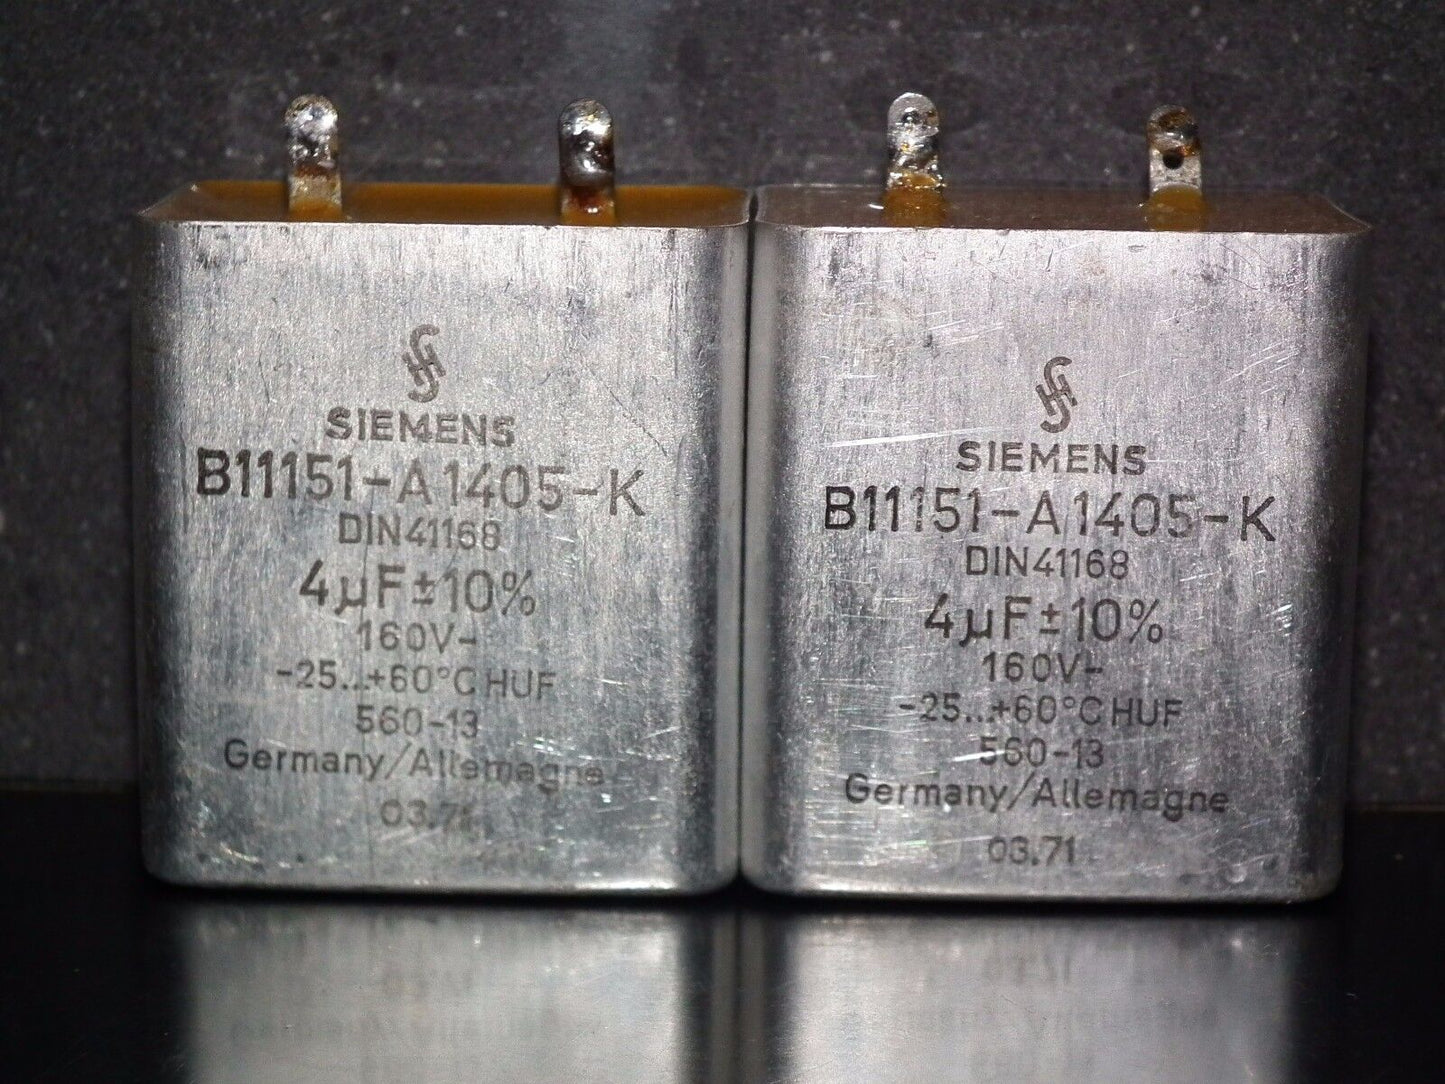 SIEMENS
B11151-A1405-K
DIN41168
4µF±10%
160V-
-25...+60°C HUF
560-13
Germany/Allemagne
03.71
SIEMENS
B11151-A1405-K
DIN41168
4µF±10%
160V-
-25...+60°C HUF
560-13
Germany/Allemagne
03.71